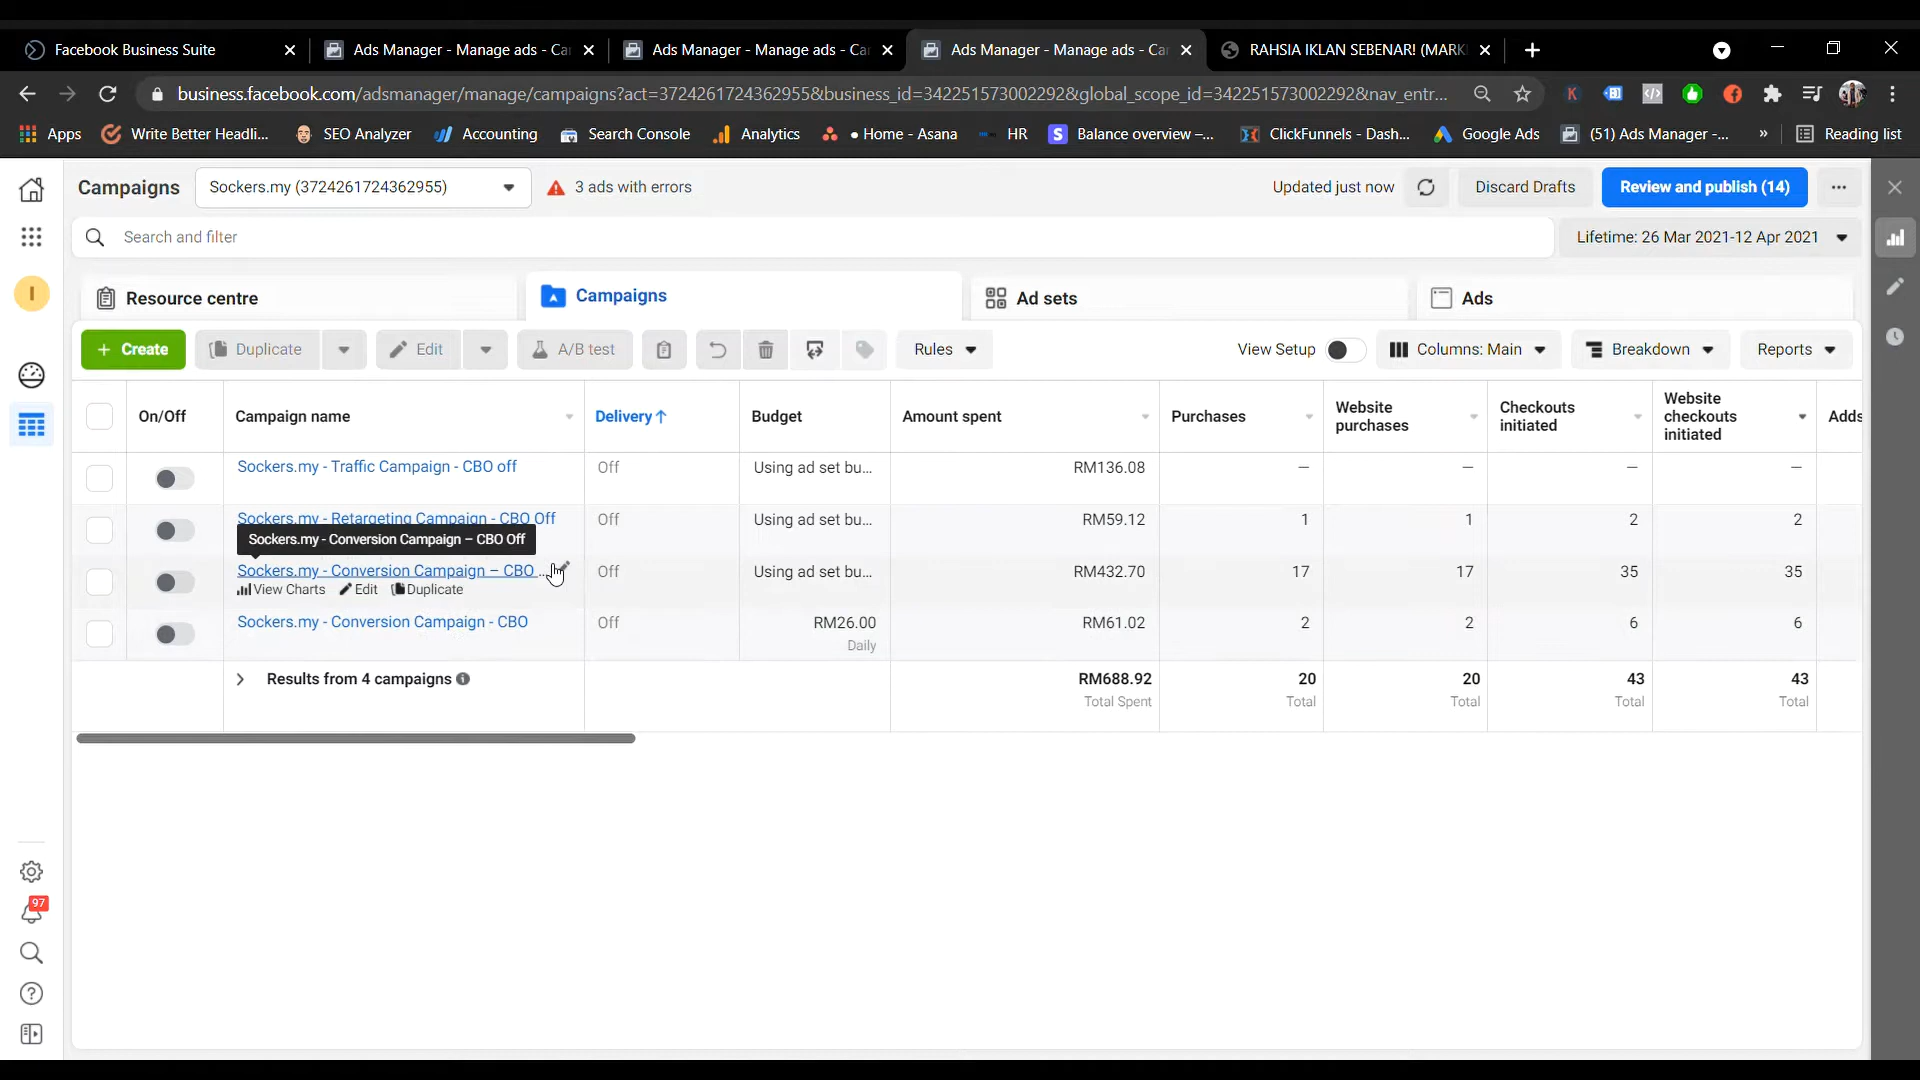 Facebook Business Suite
Ads Manager - Manage ads - Ca
Ads Manager - Manage ads - Car
Ads Manager - Manage ads - Ca
RAHSIA IKLAN SEBENAR! (MARK
business.facebook.com/adsmanager/manage/campaigns?act=3724261724362955&business_id=342251573002292&global_scope_id=342251573002292&nav_entr...
Apps
Write Better Headli...
SEO Analyzer
Accounting
Search Console
Analytics
• Home - Asana
HR
Balance overview –...
ClickFunnels - Dash...
Google Ads
(51) Ads Manager -...
»
Reading list
Campaigns
Sockers.my (3724261724362955)
3 ads with errors
Updated just now
Discard Drafts
Review and publish (14)
Search and filter
Lifetime: 26 Mar 2021-12 Apr 2021
I
Resource centre
Campaigns
Ad sets
Ads
+ Create
Duplicate
Edit
A/B test
Rules
View Setup
Columns: Main
Breakdown
Reports
On/Off
Campaign name
Delivery↑
Budget
Amount spent
Purchases
Website purchases
Checkouts initiated
Website checkouts initiated
Adds
Sockers.my - Traffic Campaign - CBO off
Off
Using ad set bu...
RM136.08
—
—
—
—
Sockers.my - Retargeting Campaign - CBO Off
Off
Using ad set bu...
RM59.12
1
1
2
2
Sockers.my - Conversion Campaign – CBO Off
Sockers.my - Conversion Campaign – CBO ...
Off
Using ad set bu...
RM432.70
17
17
35
35
View Charts
Edit
Duplicate
Sockers.my - Conversion Campaign - CBO
Off
RM26.00
Daily
RM61.02
2
2
6
6
Results from 4 campaigns
RM688.92
Total Spent
20
Total
20
Total
43
Total
43
Total
97